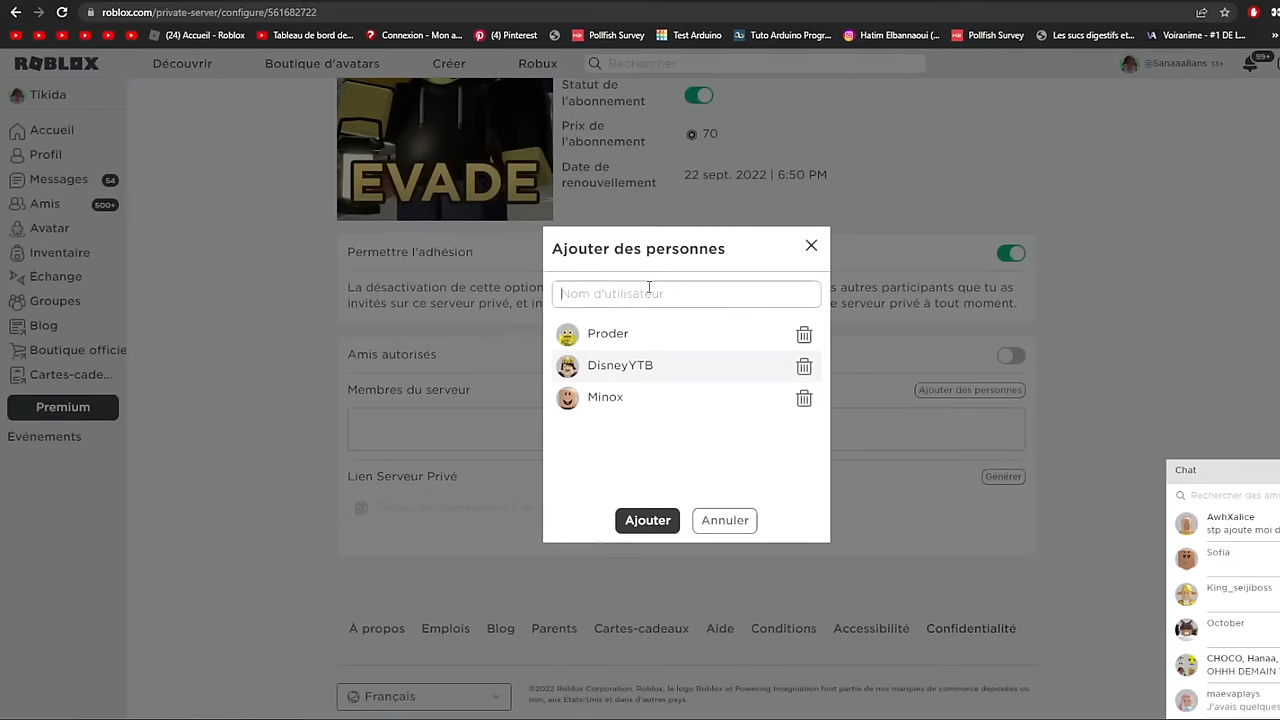 roblox.com/private-server/configure/561682722
(24) Accueil - Roblox
Tableau de bord de...
Connexion - Mon a...
(4) Pinterest
Pollfish Survey
Test Arduino
Tuto Arduino Progr...
Hatim Elbannaoui (...
Pollfish Survey
Les sucs digestifs et...
Voiranime - #1 DE L...
ROBLOX
Découvrir
Boutique d'avatars
Créer
Robux
Rechercher
@SanaaaBans 13+
99+
Tikida
Accueil
Profil
Messages 54
Amis 500+
Avatar
Inventaire
Échange
Groupes
Blog
Boutique officie
Cartes-cade...
Premium
Événements
EVADE
Statut de
l'abonnement
Prix de
l'abonnement
70
Date de
renouvellement
22 sept. 2022 | 6:50 PM
Permettre l'adhésion
La désactivation de cette option
autres participants que tu as
invités sur ce serveur privé, et in
serveur privé à tout moment.
Amis autorisés
Membres du serveur
Ajouter des personnes
Lien Serveur Privé
Générer
Ajouter des personnes
Nom d'utilisateur
Proder
DisneyYTB
Minox
Ajouter
Annuler
Chat
Rechercher des ami
AwhXalice
stp ajoute moi d
Sofia
King_seijiboss
October
CHOCO, Hanaa,
OHHH DEMAIN
maevaplays
J'avais quelques
À propos
Emplois
Blog
Parents
Cartes-cadeaux
Aide
Conditions
Accessibilité
Confidentialité
Français
©2022 Roblox Corporation. Roblox, le logo Roblox et Powering Imagination font partie de nos marques de commerce déposées ou
non, aux États-Unis et dans d'autres pays.